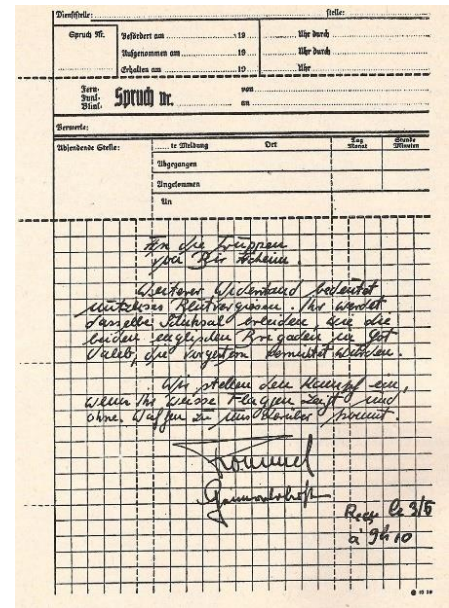 Dienststelle: Stelle:
Spruch Nr. Befördert am 19 Uhr durch
Aufgenommen am 19 Uhr durch
Erhalten am 19 Uhr
Fern-
Funk-
Blink-
Spruch Nr. von
an
Vermerke:
Absendende Stelle: te Meldung Ort Tag Monat Stunde Minuten
Abgegangen
Angekommen
An
An die Truppen
von Bir Acheim.
Weiterer Widerstand bedeutet
nutzloses Blutvergiessen. Ihr werdet
dasselbe Schicksal erleiden, wie die
beiden englischen Brigaden in Got
Saleb, die vorgestern vernichtet wurden.
Wir stellen den Kampf ein,
wenn Ihr weisse Flaggen zeigt und
ohne Waffen zu uns herüber kommt.
Rommel
Generaloberst
Reçu le 3/5
à 9h10